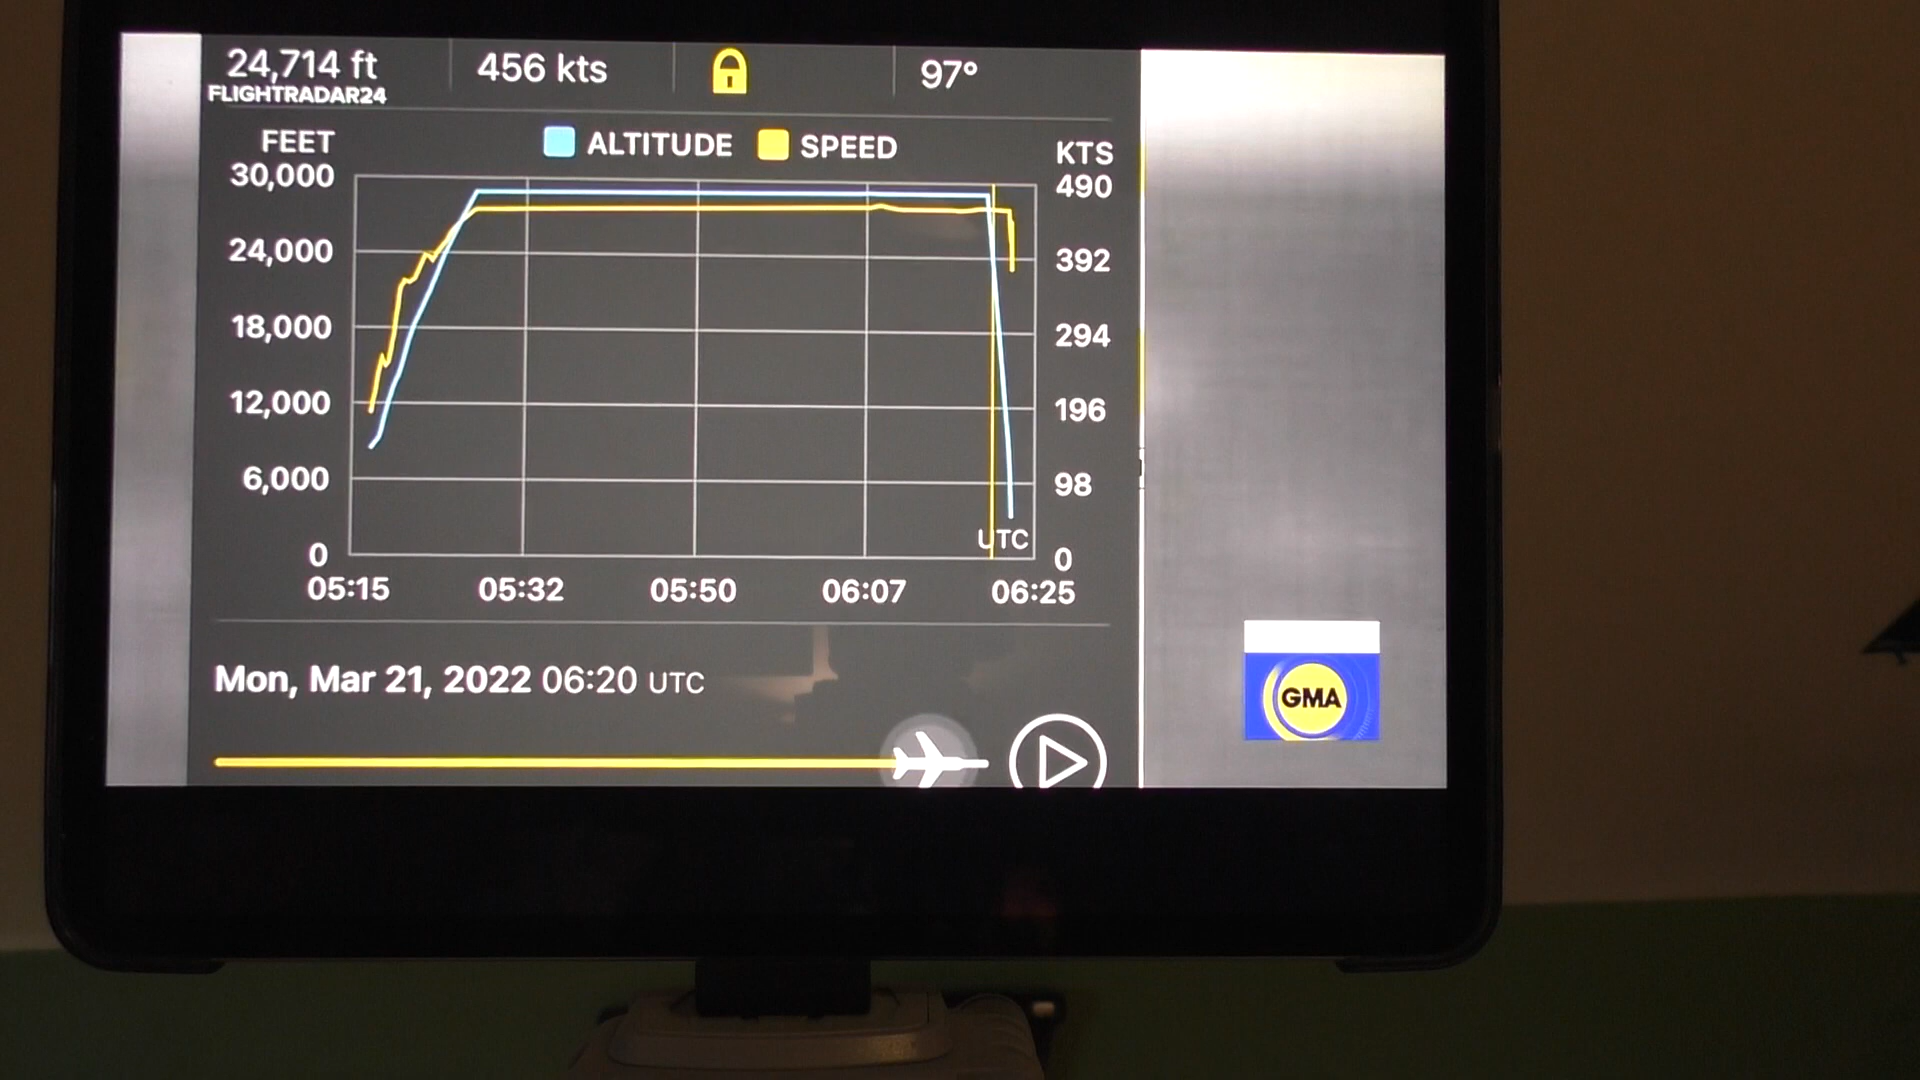 24,714 ft 456 kts 97°
FLIGHTRADAR24
FEET ALTITUDE SPEED KTS
30,000 490
24,000 392
18,000 294
12,000 196
6,000 98
UTC
0 0
05:15 05:32 05:50 06:07 06:25
Mon, Mar 21, 2022 06:20 UTC
GMA